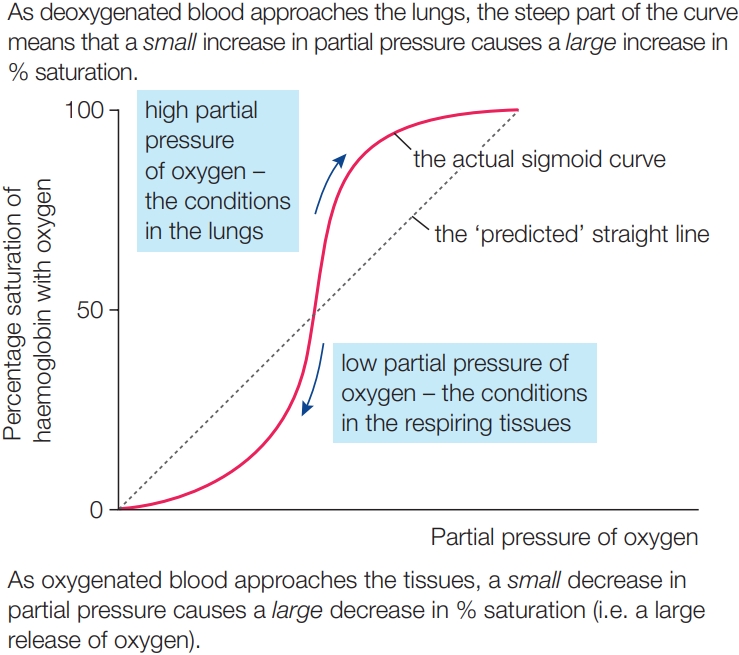 As deoxygenated blood approaches the lungs, the steep part of the curve
means that a small increase in partial pressure causes a large increase in
% saturation.
100
high partial
pressure
of oxygen –
the conditions
in the lungs
the actual sigmoid curve
the ‘predicted’ straight line
Percentage saturation of
haemoglobin with oxygen
50
low partial pressure of
oxygen – the conditions
in the respiring tissues
0
Partial pressure of oxygen
As oxygenated blood approaches the tissues, a small decrease in
partial pressure causes a large decrease in % saturation (i.e. a large
release of oxygen).